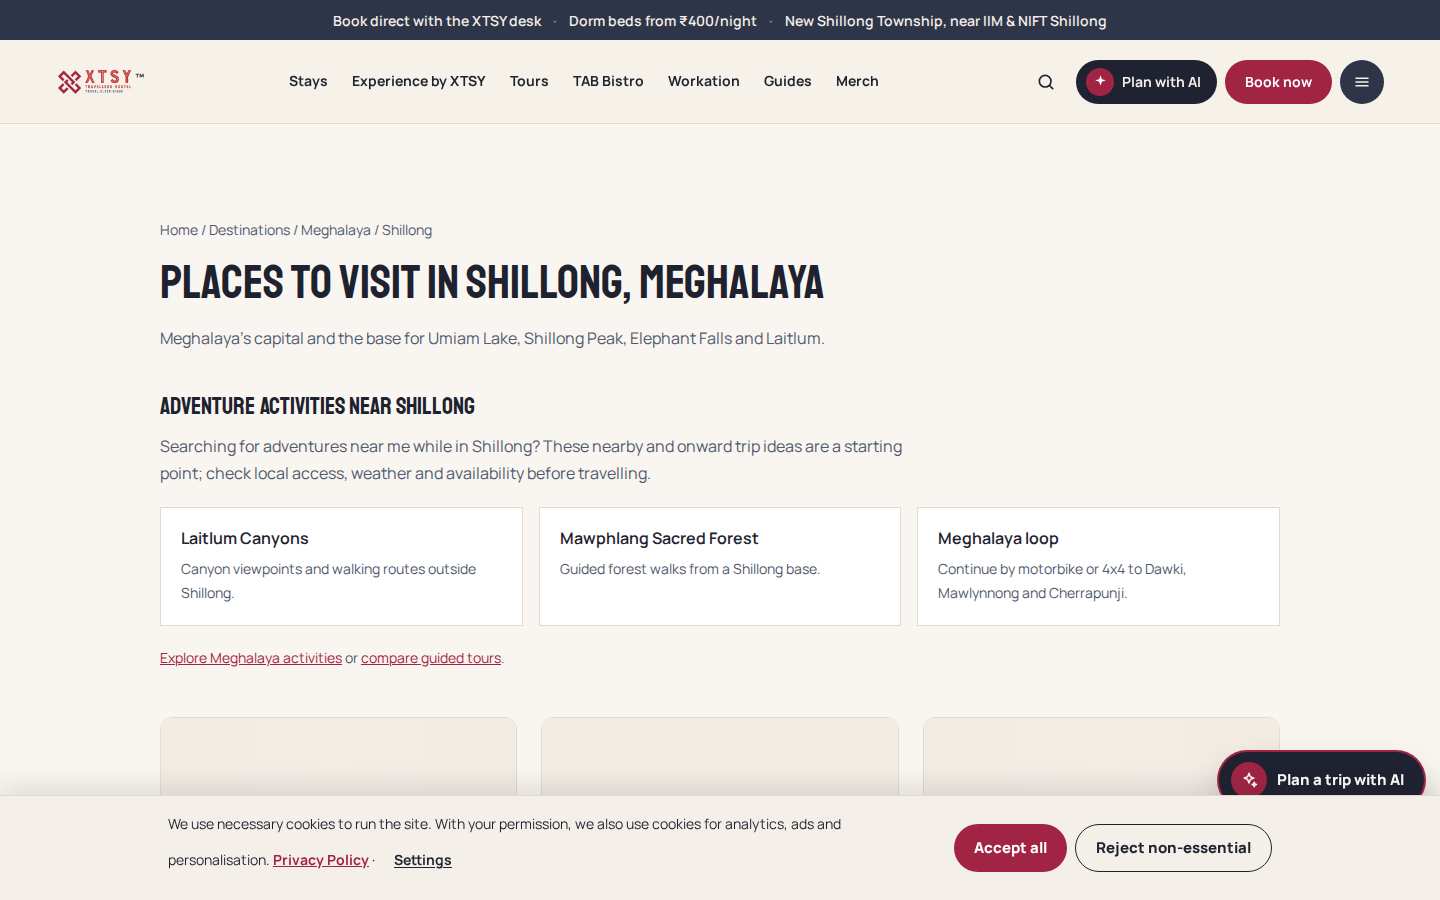 Book direct with the XTSY desk · Dorm beds from ₹400/night · New Shillong Township, near IIM & NIFT Shillong
XTSY ™
Stays Experience by XTSY Tours TAB Bistro Workation Guides Merch
Plan with AI Book now
Home / Destinations / Meghalaya / Shillong
PLACES TO VISIT IN SHILLONG, MEGHALAYA
Meghalaya's capital and the base for Umiam Lake, Shillong Peak, Elephant Falls and Laitlum.
ADVENTURE ACTIVITIES NEAR SHILLONG
Searching for adventures near me while in Shillong? These nearby and onward trip ideas are a starting
point; check local access, weather and availability before travelling.
Laitlum Canyons
Canyon viewpoints and walking routes outside
Shillong.
Mawphlang Sacred Forest
Guided forest walks from a Shillong base.
Meghalaya loop
Continue by motorbike or 4x4 to Dawki,
Mawlynnong and Cherrapunji.
Explore Meghalaya activities or compare guided tours.
Plan a trip with AI
We use necessary cookies to run the site. With your permission, we also use cookies for analytics, ads and
personalisation. Privacy Policy · Settings
Accept all Reject non-essential